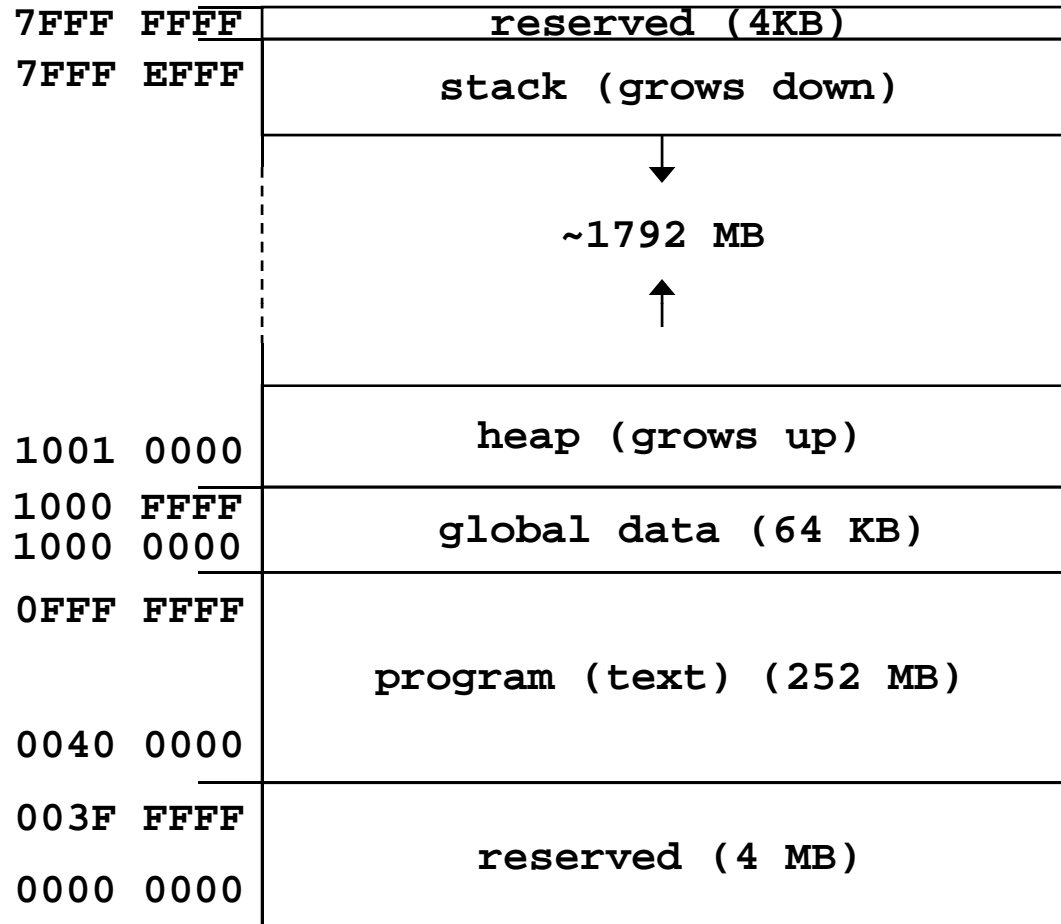 7FFF FFFF reserved (4KB)
7FFF EFFF stack (grows down)
~1792 MB
heap (grows up)
1001 0000
1000 FFFF
global data (64 KB)
1000 0000
0FFF FFFF
program (text) (252 MB)
0040 0000
003F FFFF
reserved (4 MB)
0000 0000